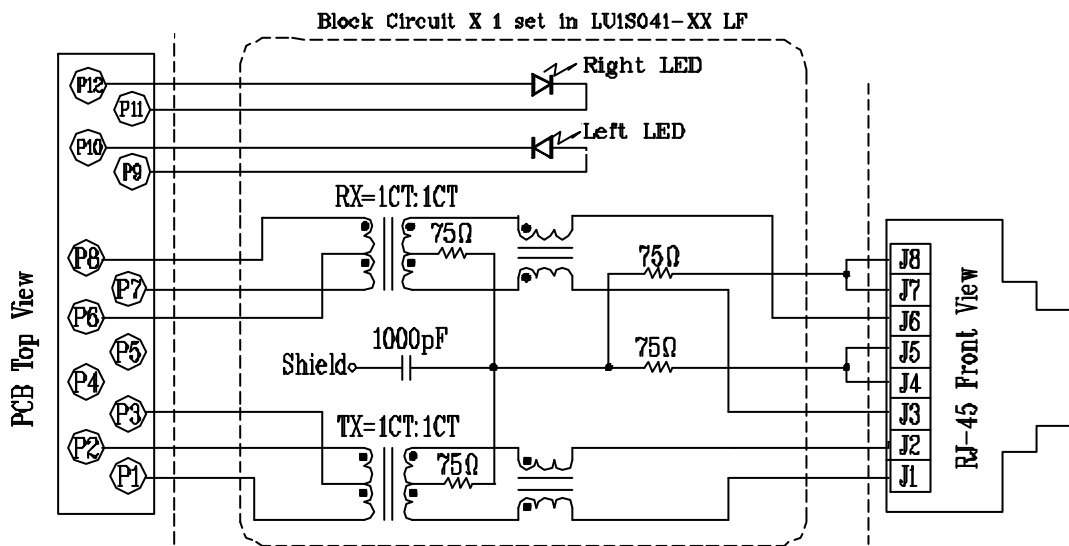 Block Circuit X 1 set in LU1S041-XX LF
P12
Right LED
P11
P10
Left LED
P9
RX=1CT:1CT
75Ω
P8
75Ω
J8
P7
J7
P6
J6
1000pF
P5
75Ω
J5
Shield
P4
J4
P3
J3
TX=1CT:1CT
P2
J2
75Ω
P1
J1
PCB Top View
RJ-45 Front View